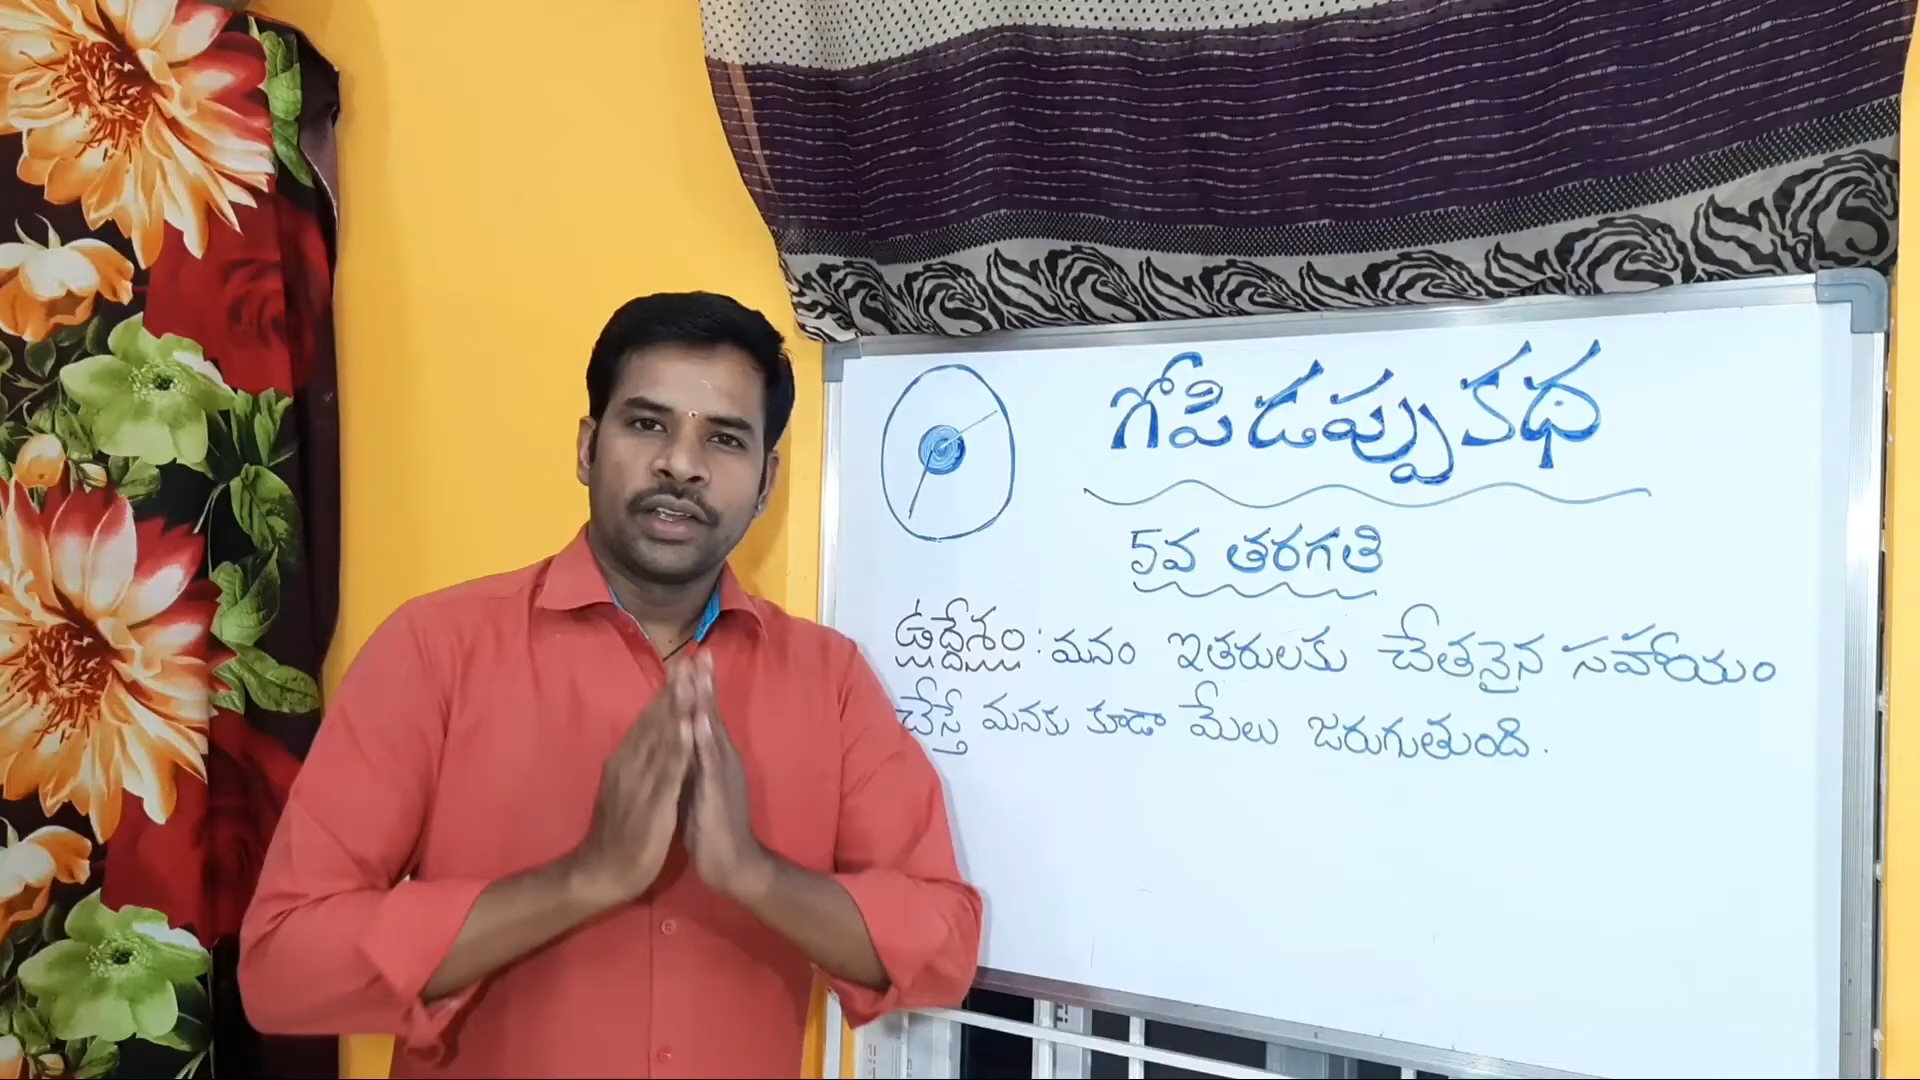 గోపి డప్పు కథ
5వ తరగతి
ఉద్దేశం : మనం ఇతరులకు చేతనైన సహాయం
చేస్తే మనకు కూడా మేలు జరుగుతుంది.